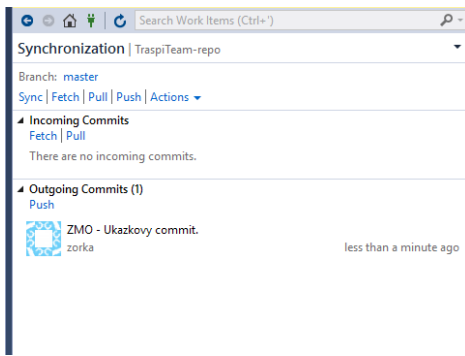 Search Work Items (Ctrl+')
Synchronization | TraspiTeam-repo
Branch: master
Sync | Fetch | Pull | Push | Actions
Incoming Commits
Fetch | Pull
There are no incoming commits.
Outgoing Commits (1)
Push
ZMO - Ukazkovy commit.
zorka less than a minute ago